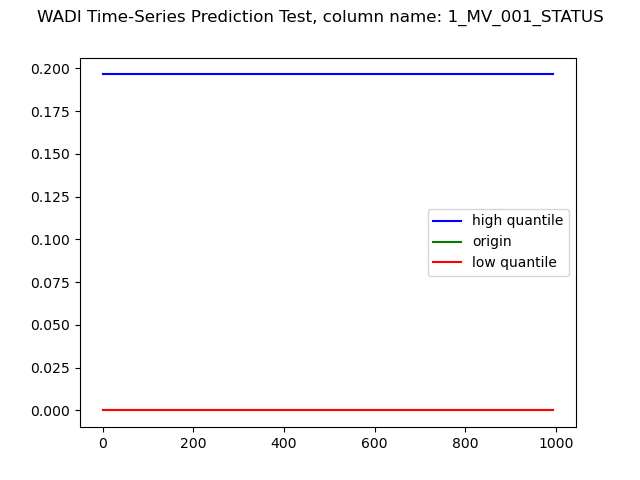 WADI Time-Series Prediction Test, column name: 1_MV_001_STATUS
0.200
0.175
0.150
0.125
0.100
0.075
0.050
0.025
0.000
high quantile
origin
low quantile
0 200 400 600 800 1000